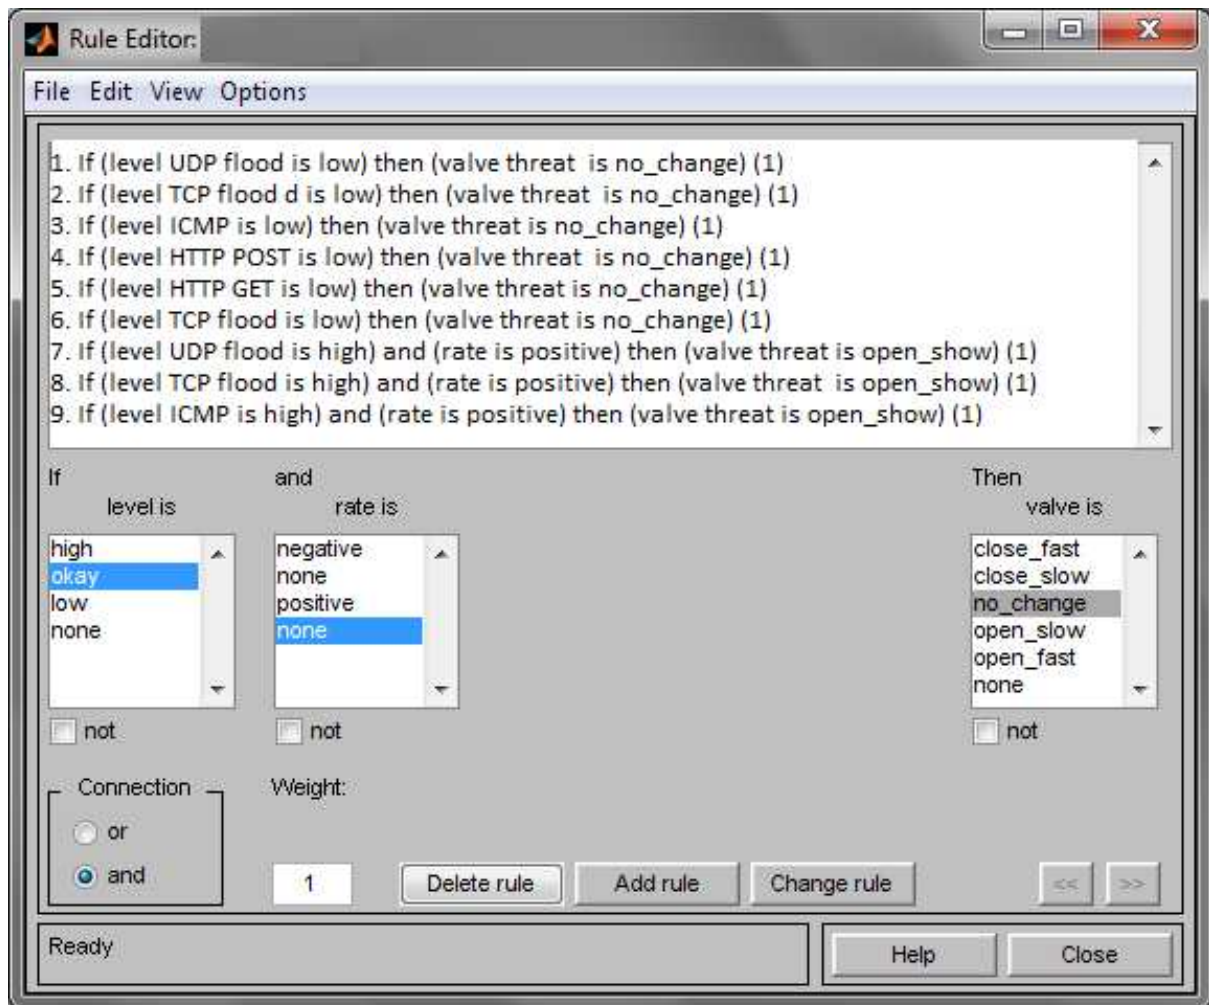 Rule Editor:
File Edit View Options
1. If (level UDP flood is low) then (valve threat is no_change) (1)
2. If (level TCP flood d is low) then (valve threat is no_change) (1)
3. If (level ICMP is low) then (valve threat is no_change) (1)
4. If (level HTTP POST is low) then (valve threat is no_change) (1)
5. If (level HTTP GET is low) then (valve threat is no_change) (1)
6. If (level TCP flood is low) then (valve threat is no_change) (1)
7. If (level UDP flood is high) and (rate is positive) then (valve threat is open_show) (1)
8. If (level TCP flood is high) and (rate is positive) then (valve threat is open_show) (1)
9. If (level ICMP is high) and (rate is positive) then (valve threat is open_show) (1)
If
level is
high
okay
low
none
not
and
rate is
negative
none
positive
none
not
Then
valve is
close_fast
close_slow
no_change
open_slow
open_fast
none
not
Connection
or
and
Weight:
1
Delete rule
Add rule
Change rule
<<
>>
Ready
Help
Close